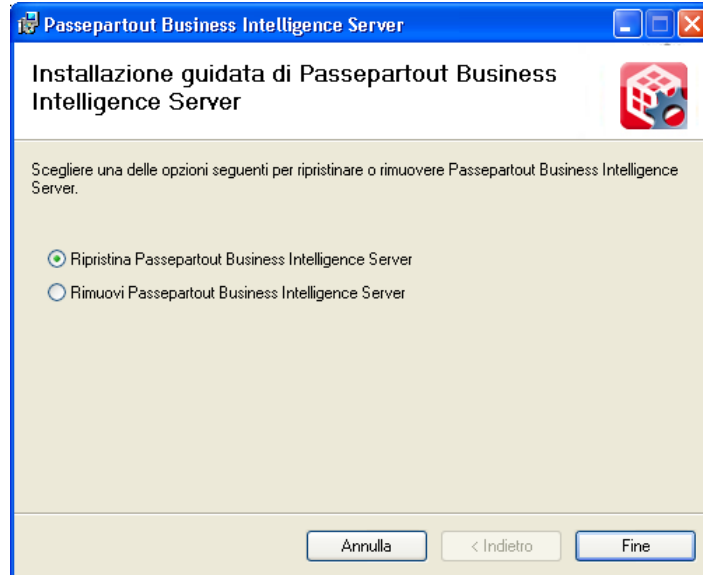 Passepartout Business Intelligence Server
Installazione guidata di Passepartout Business
Intelligence Server
Scegliere una delle opzioni seguenti per ripristinare o rimuovere Passepartout Business Intelligence
Server.
Ripristina Passepartout Business Intelligence Server
Rimuovi Passepartout Business Intelligence Server
Annulla
< Indietro
Fine